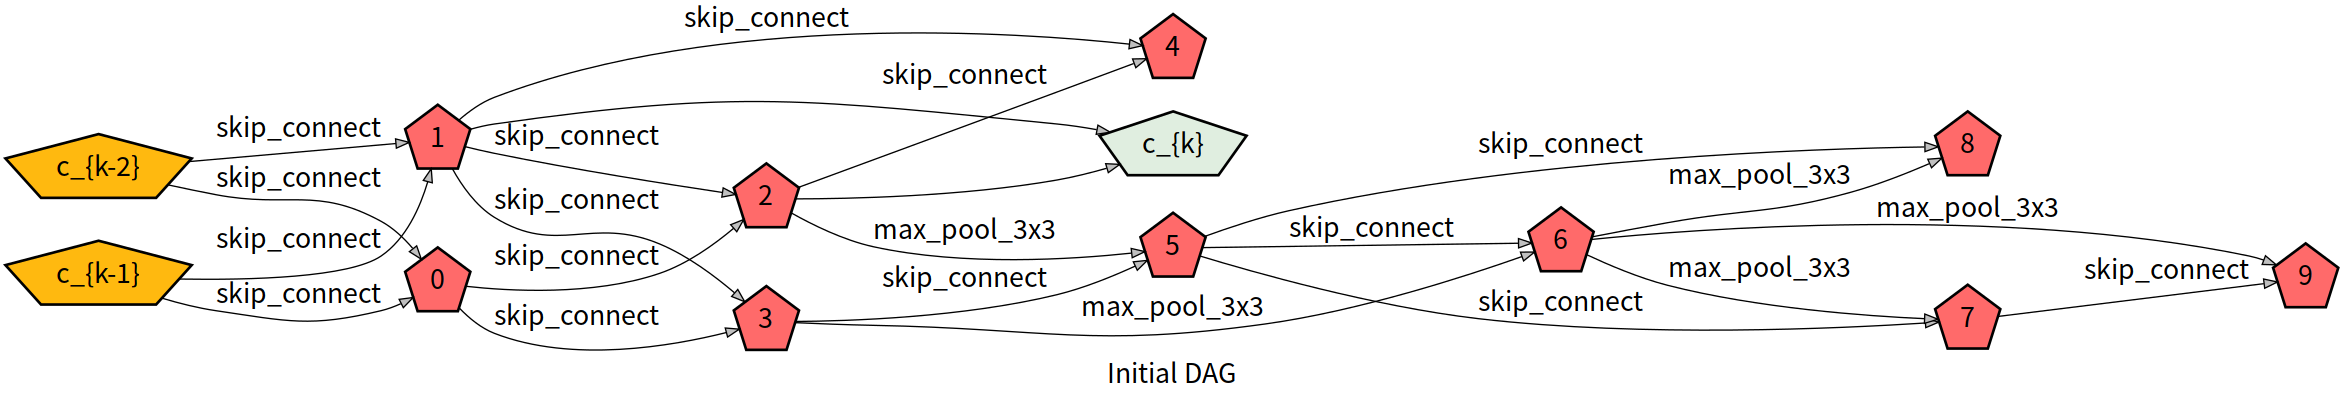 skip_connect
4
skip_connect
skip_connect
1
skip_connect
c_{k}
skip_connect
8
c_{k-2}
skip_connect
max_pool_3x3
2
skip_connect
max_pool_3x3
skip_connect
max_pool_3x3
5
skip_connect
6
skip_connect
skip_connect
max_pool_3x3
skip_connect
9
c_{k-1}
0
skip_connect
skip_connect
max_pool_3x3
skip_connect
skip_connect
3
7
Initial DAG